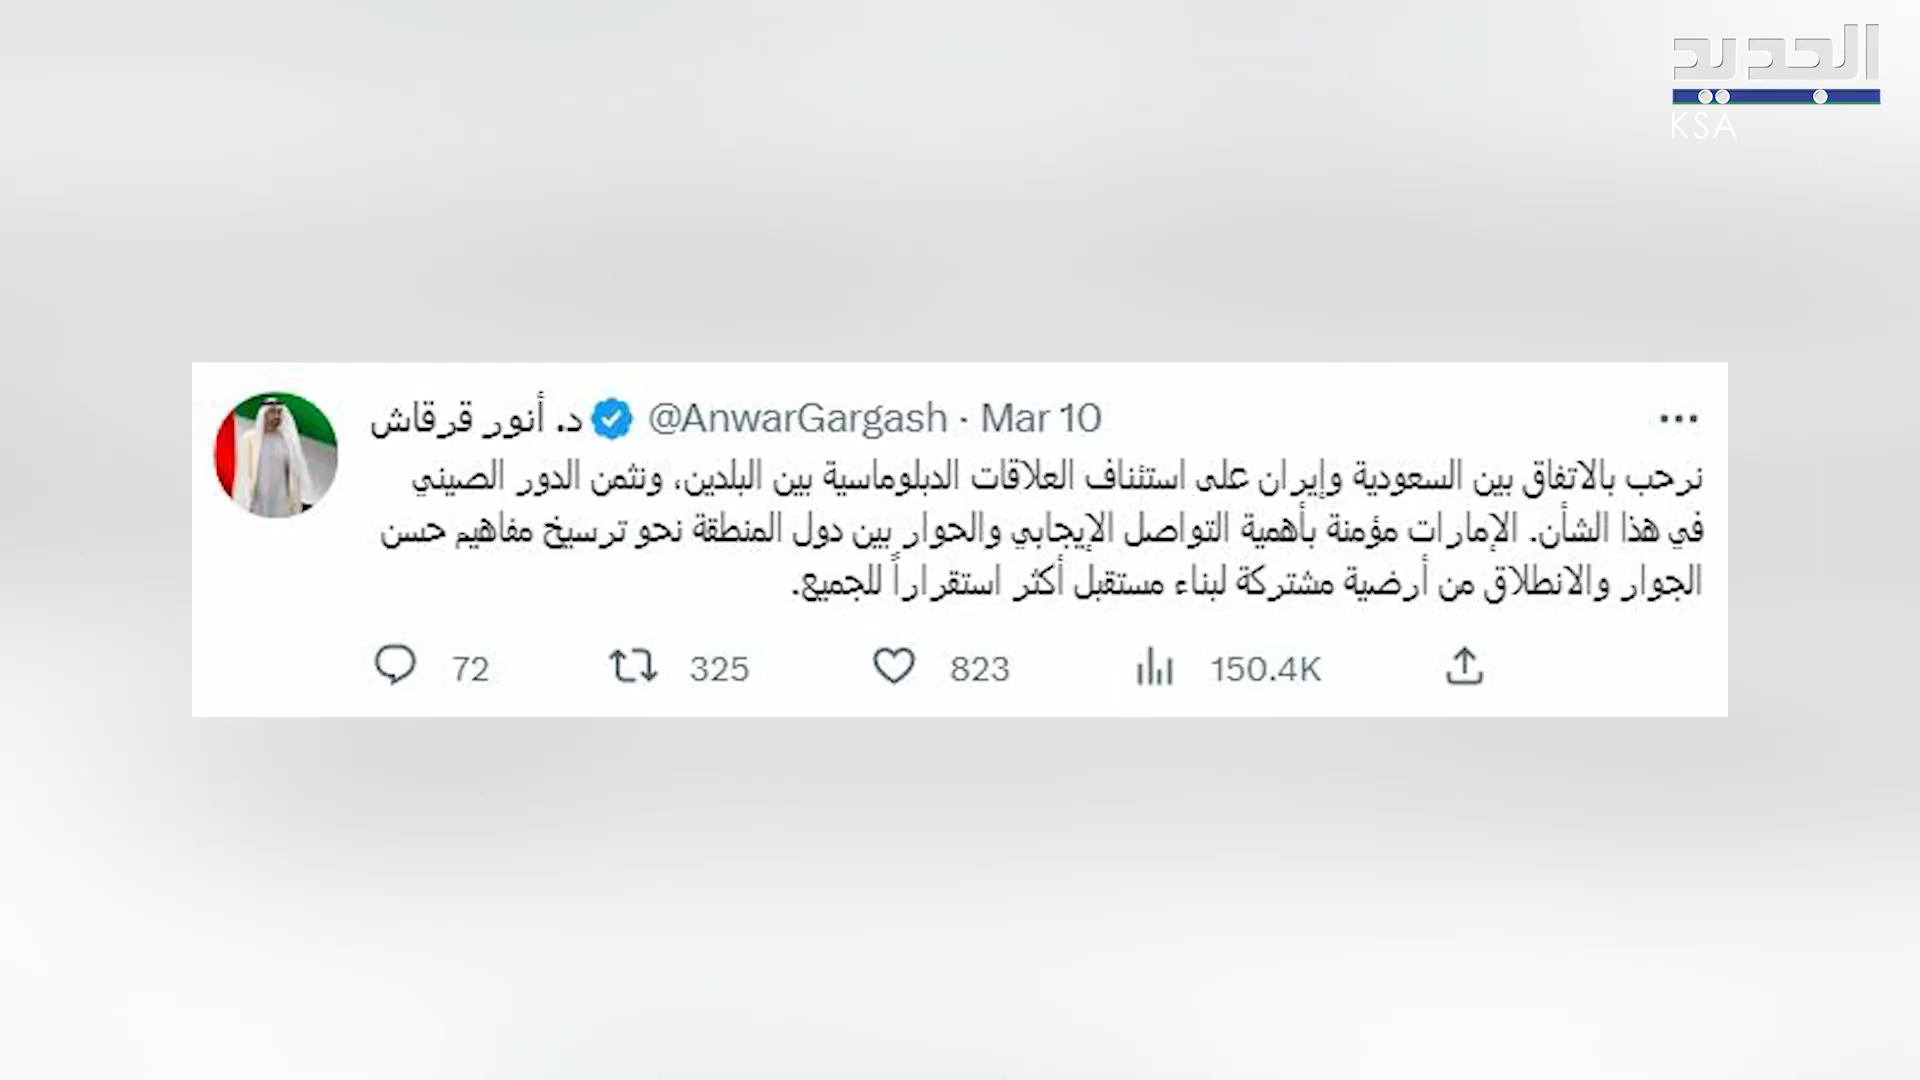 الجديد
KSA
د. أنور قرقاش @AnwarGargash · Mar 10
نرحب بالاتفاق بين السعودية وإيران على استئناف العلاقات الدبلوماسية بين البلدين، ونثمن الدور الصيني
في هذا الشأن. الإمارات مؤمنة بأهمية التواصل الإيجابي والحوار بين دول المنطقة نحو ترسيخ مفاهيم حسن
الجوار والانطلاق من أرضية مشتركة لبناء مستقبل أكثر استقراراً للجميع.
72 325 823 150.4K